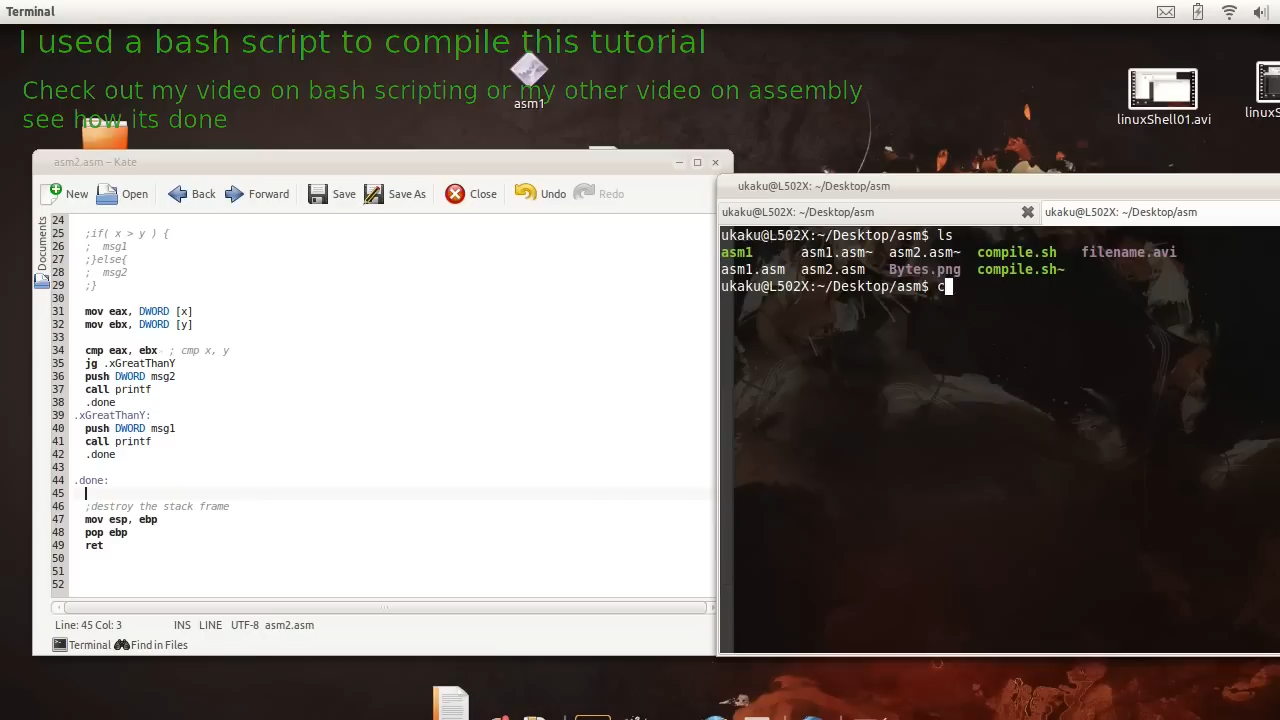 Terminal
I used a bash script to compile this tutorial
Check out my video on bash scripting or my other video on assembly
see how its done
asm1
linuxShell01.avi
linuxS
asm2.asm – Kate
New Open Back Forward Save Save As Close Undo Redo
Documents
24
25 ;if( x > y ) {
26 ;  msg1
27 ;}else{
28 ;  msg2
29 ;}
30
31 mov eax, DWORD [x]
32 mov ebx, DWORD [y]
33
34 cmp eax, ebx ; cmp x, y
35 jg .xGreatThanY
36 push DWORD msg2
37 call printf
38 .done
39 .xGreatThanY:
40 push DWORD msg1
41 call printf
42 .done
43
44 .done:
45
46 ;destroy the stack frame
47 mov esp, ebp
48 pop ebp
49 ret
50
51
52
Line: 45 Col: 3 INS LINE UTF-8 asm2.asm
Terminal Find in Files
ukaku@L502X: ~/Desktop/asm
ukaku@L502X: ~/Desktop/asm ukaku@L502X: ~/Desktop/asm
ukaku@L502X:~/Desktop/asm$ ls
asm1 asm1.asm~ asm2.asm~ compile.sh filename.avi
asm1.asm asm2.asm Bytes.png compile.sh~
ukaku@L502X:~/Desktop/asm$ c